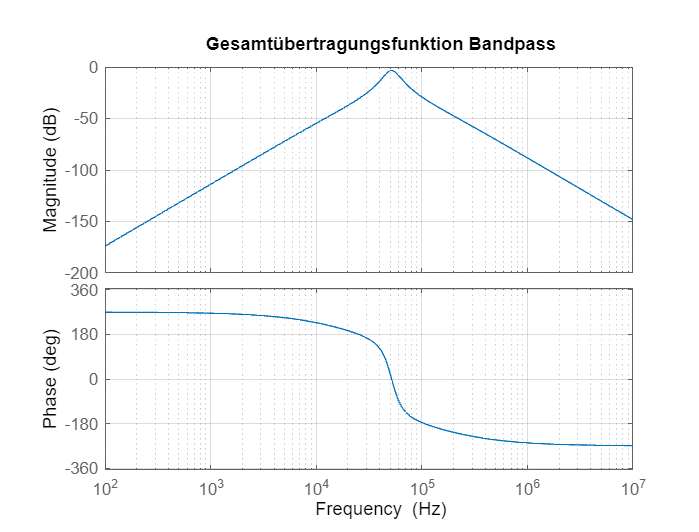 Gesamtübertragungsfunktion Bandpass
Magnitude (dB)
0
-50
-100
-150
-200
Phase (deg)
360
180
0
-180
-360
10² 10³ 10⁴ 10⁵ 10⁶ 10⁷
Frequency (Hz)